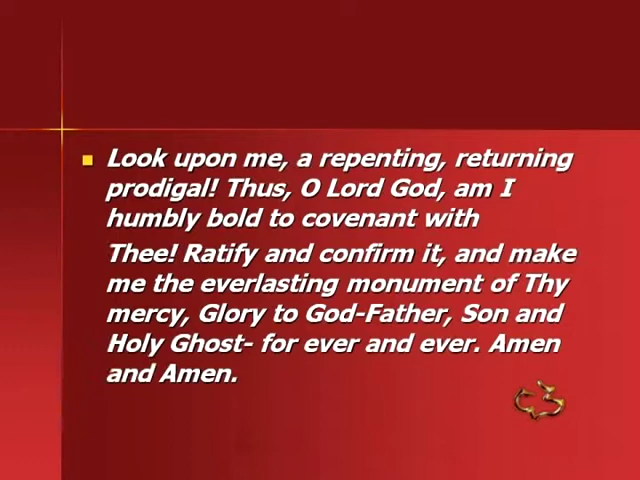 Look upon me, a repenting, returning
prodigal! Thus, O Lord God, am I
humbly bold to covenant with
Thee! Ratify and confirm it, and make
me the everlasting monument of Thy
mercy, Glory to God-Father, Son and
Holy Ghost- for ever and ever. Amen
and Amen.